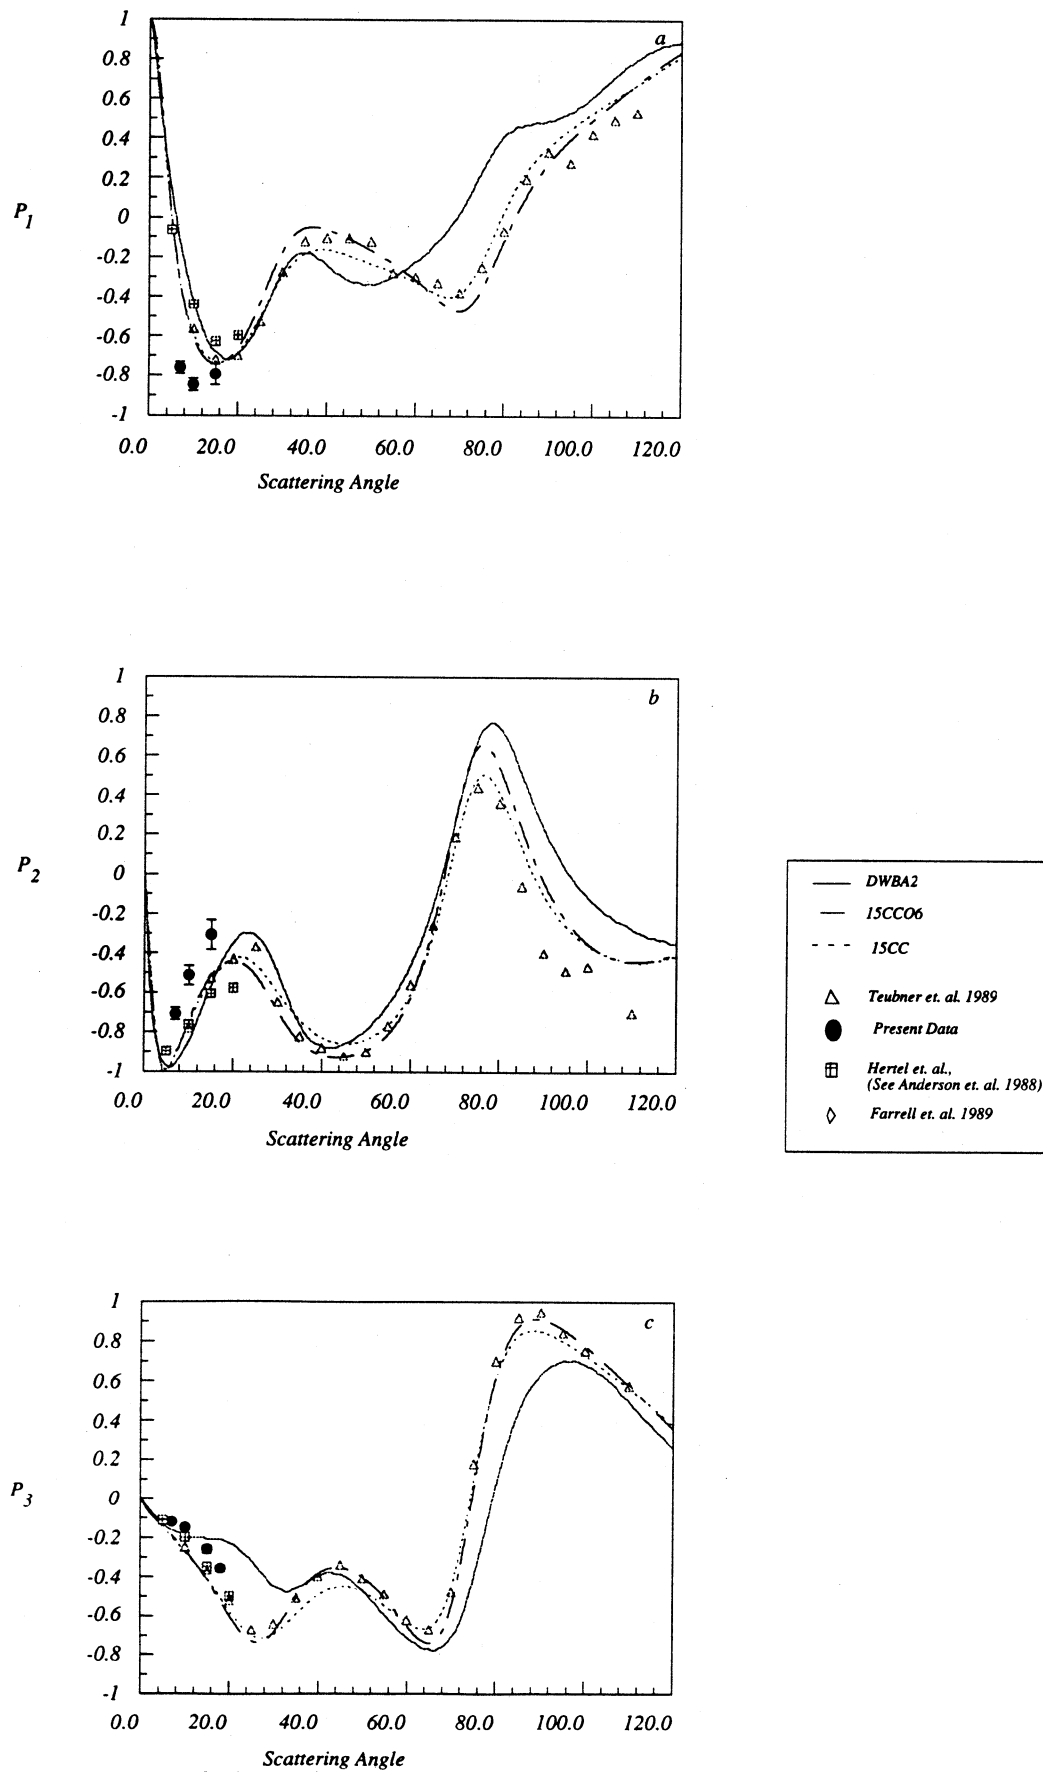 1
0.8
0.6
0.4
0.2
0
-0.2
-0.4
-0.6
-0.8
-1
P1
a
0.0 20.0 40.0 60.0 80.0 100.0 120.0
Scattering Angle
1
0.8
0.6
0.4
0.2
0
-0.2
-0.4
-0.6
-0.8
-1
P2
b
0.0 20.0 40.0 60.0 80.0 100.0 120.0
Scattering Angle
DWBA2
15CCO6
15CC
Teubner et. al. 1989
Present Data
Hertel et. al.,
(See Anderson et. al. 1988)
Farrell et. al. 1989
1
0.8
0.6
0.4
0.2
0
-0.2
-0.4
-0.6
-0.8
-1
P3
c
0.0 20.0 40.0 60.0 80.0 100.0 120.0
Scattering Angle